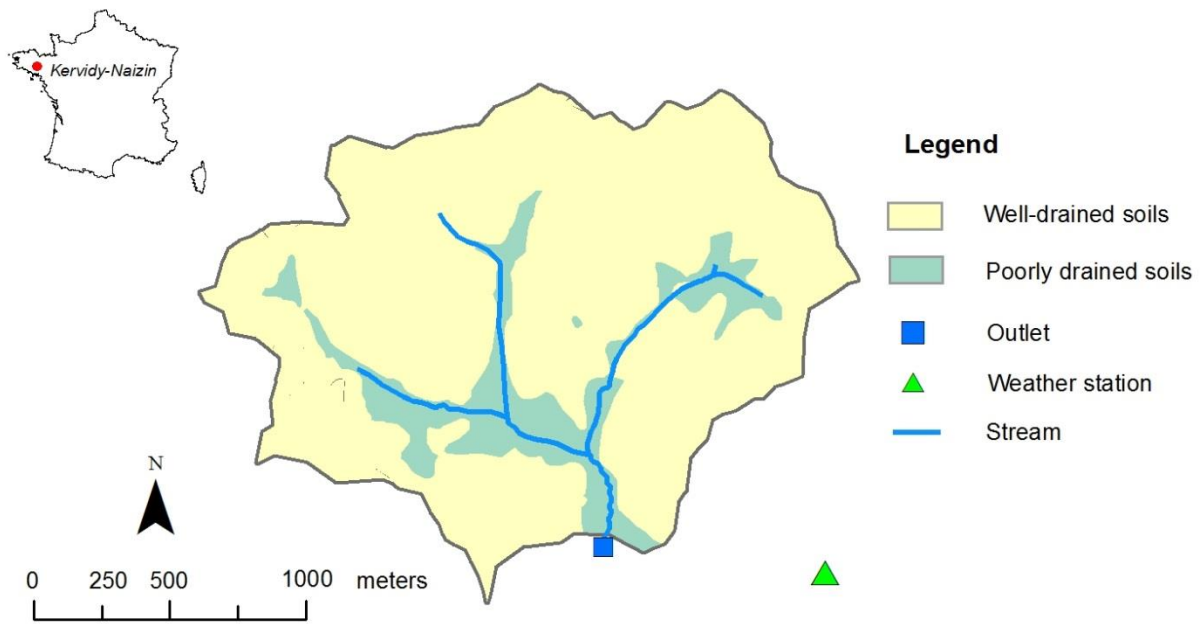 Kervidy-Naizin
Legend
Well-drained soils
Poorly drained soils
Outlet
Weather station
Stream
N
0 250 500 1000 meters